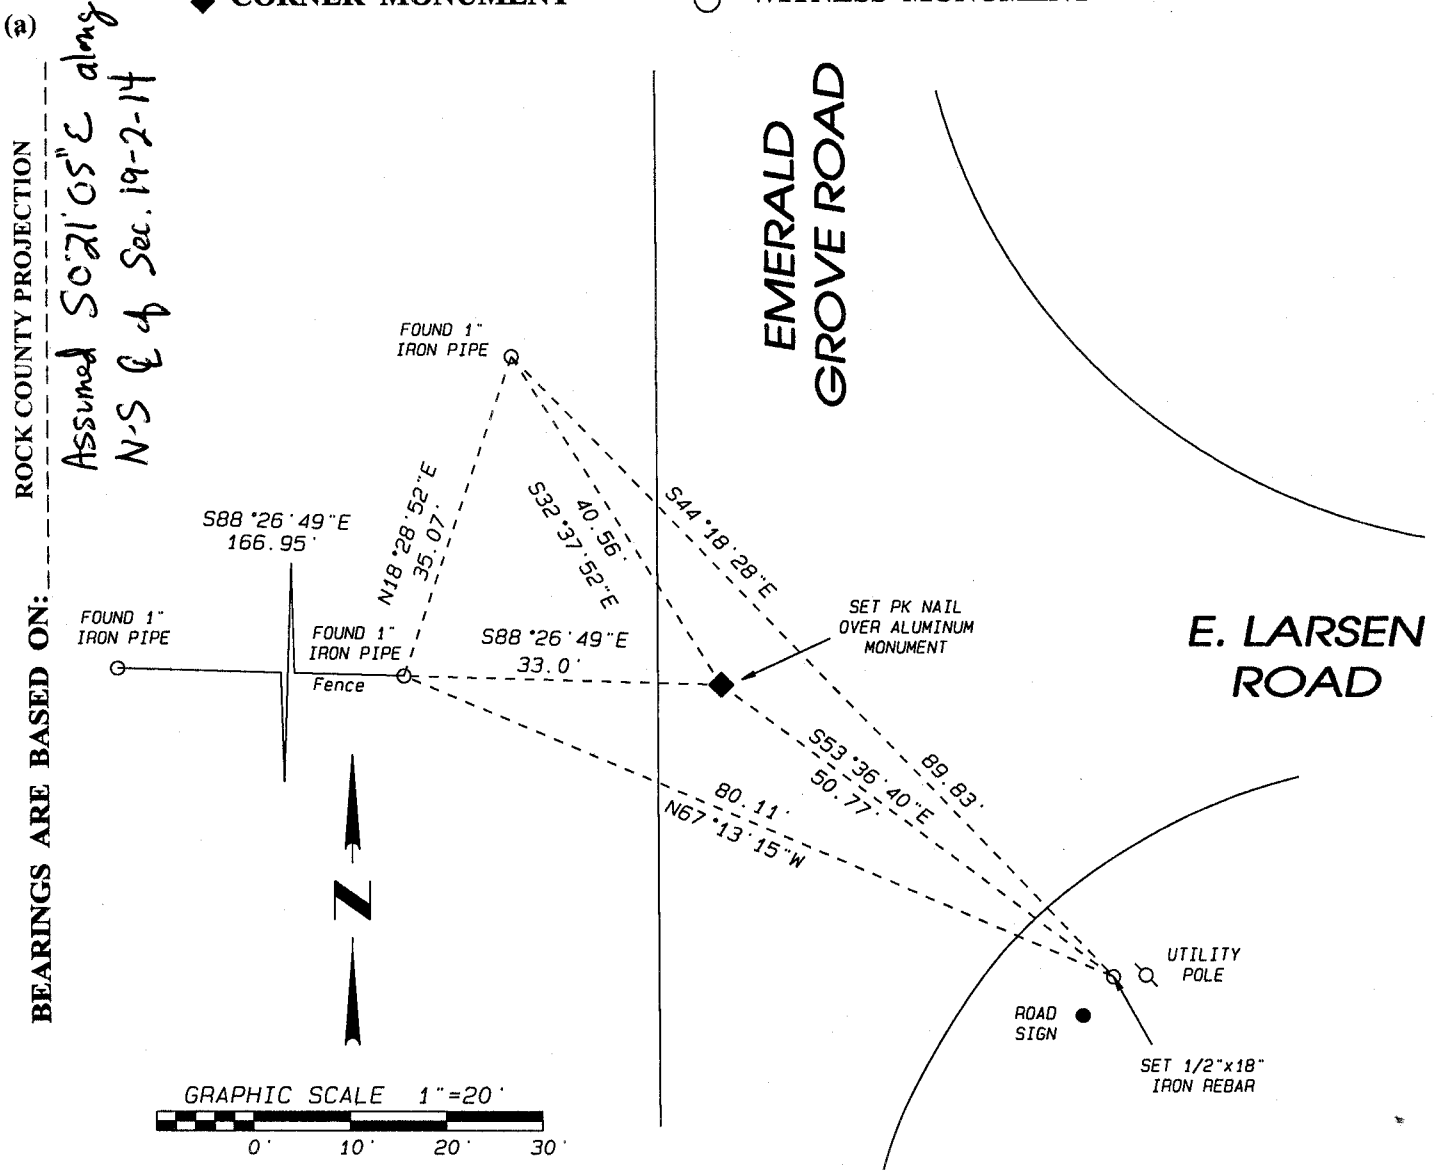 (a)
◆ CORNER MONUMENT
○ WITNESS MONUMENT
ROCK COUNTY PROJECTION
BEARINGS ARE BASED ON:
Assumed S0°21'05"E along
N-S ℄ of Sec. 19-2-14
EMERALD
GROVE ROAD
FOUND 1"
IRON PIPE
S88°26'49"E
166.95'
N18°28'52"E
35.07'
40.56'
S32°37'52"E
S44°18'28"E
89.83'
FOUND 1"
IRON PIPE
FOUND 1"
IRON PIPE
Fence
S88°26'49"E
33.0'
SET PK NAIL
OVER ALUMINUM
MONUMENT
E. LARSEN
ROAD
S53°36'40"E
50.77'
80.11'
N67°13'15"W
N
UTILITY
POLE
ROAD
SIGN
SET 1/2"x18"
IRON REBAR
GRAPHIC SCALE 1"=20'
0' 10' 20' 30'